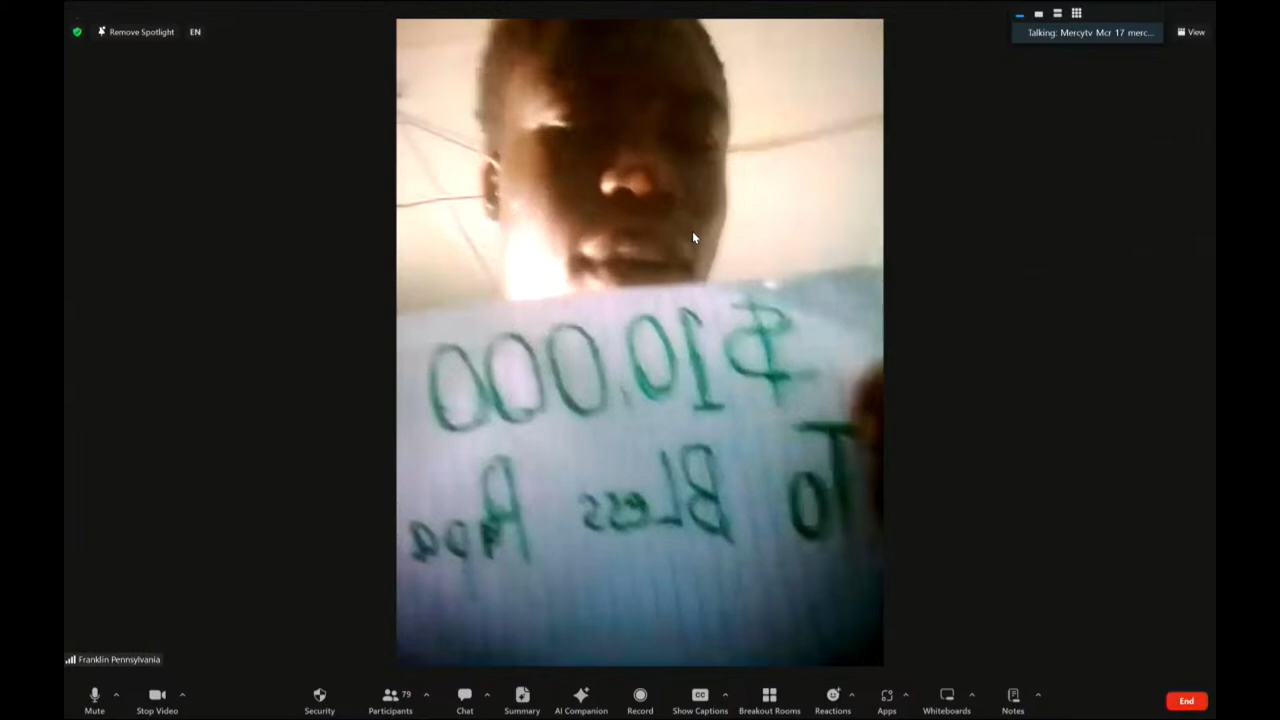 Remove Spotlight
EN
Talking: Mercytv Mcr 17 merc...
View
$10,000
To BLess Papa
Franklin Pennsylvania
Mute
Stop Video
Security
79
Participants
Chat
Summary
AI Companion
Record
CC
Show Captions
Breakout Rooms
Reactions
Apps
Whiteboards
Notes
End